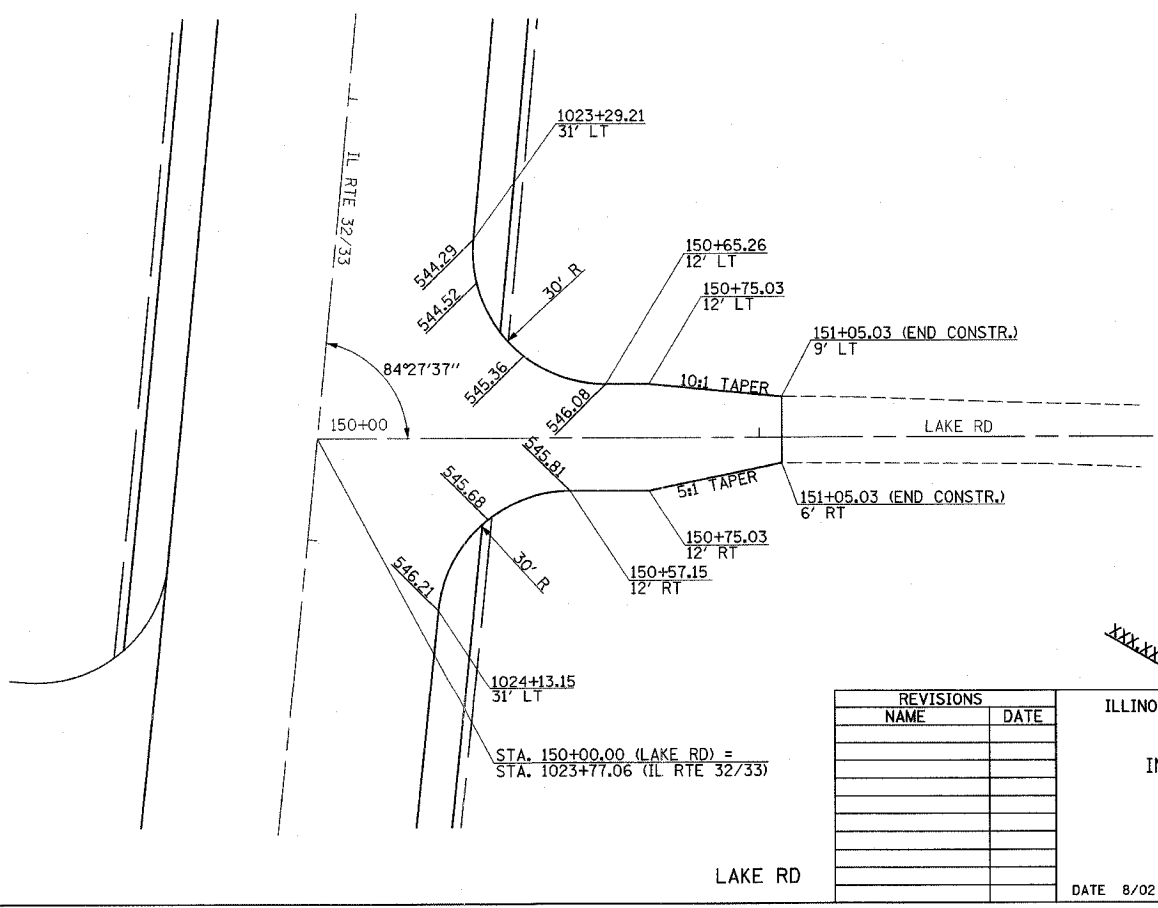 1023+29.21
31' LT
IL RTE 32/33
544.29
544.52
30' R
545.36
150+65.26
12' LT
150+75.03
12' LT
546.08
10:1 TAPER
151+05.03 (END CONSTR.)
9' LT
84°27'37"
150+00
LAKE RD
545.81
545.68
5:1 TAPER
151+05.03 (END CONSTR.)
6' RT
150+75.03
12' RT
150+57.15
12' RT
30' R
546.21
1024+13.15
31' LT
STA. 150+00.00 (LAKE RD) =
STA. 1023+77.06 (IL RTE 32/33)
XXX.XX
LAKE RD
REVISIONS
NAME DATE
ILLINO
IN
DATE 8/02